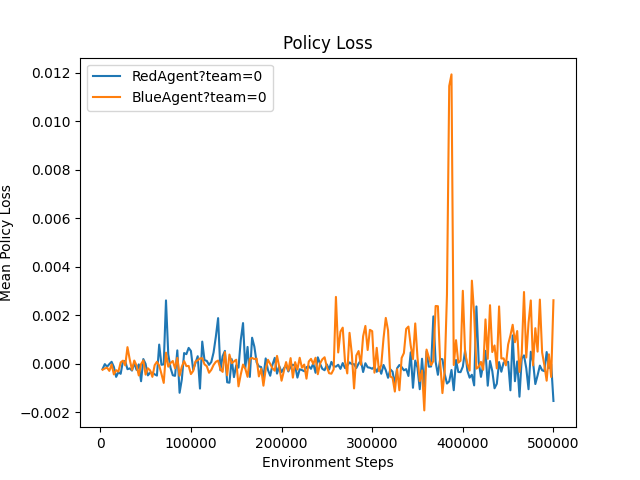 Policy Loss
RedAgent?team=0
BlueAgent?team=0
0.012
0.010
0.008
0.006
0.004
0.002
0.000
−0.002
Mean Policy Loss
0 100000 200000 300000 400000 500000
Environment Steps